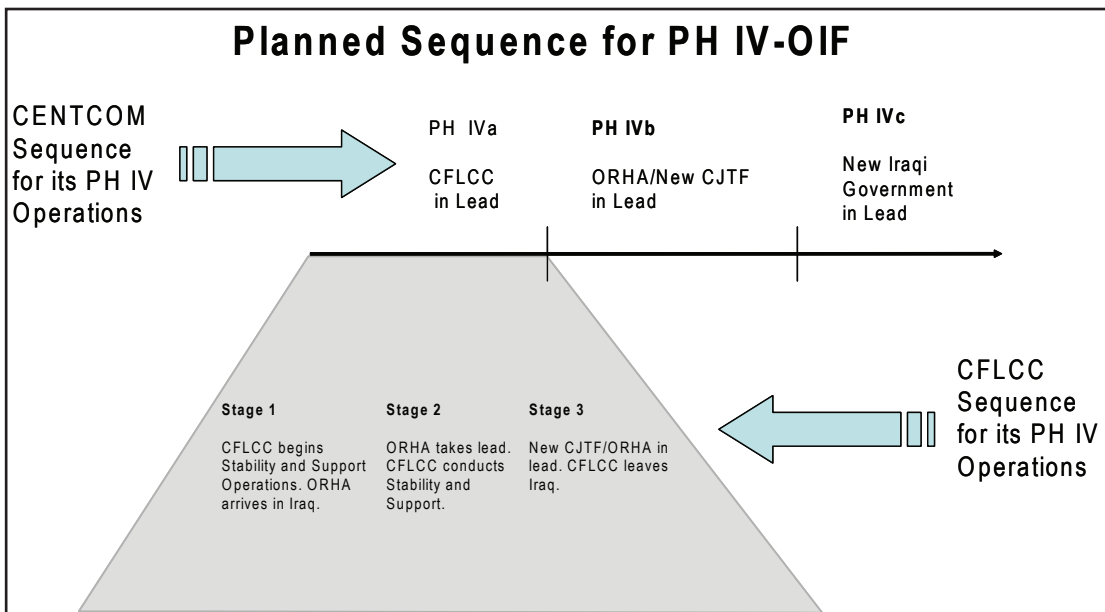 Planned Sequence for PH IV-OIF
CENTCOM
Sequence
for its PH IV
Operations
PH IVa
CFLCC
in Lead
PH IVb
ORHA/New CJTF
in Lead
PH IVc
New Iraqi
Government
in Lead
Stage 1
CFLCC begins
Stability and Support
Operations. ORHA
arrives in Iraq.
Stage 2
ORHA takes lead.
CFLCC conducts
Stability and
Support.
Stage 3
New CJTF/ORHA in
lead. CFLCC leaves
Iraq.
CFLCC
Sequence
for its PH IV
Operations